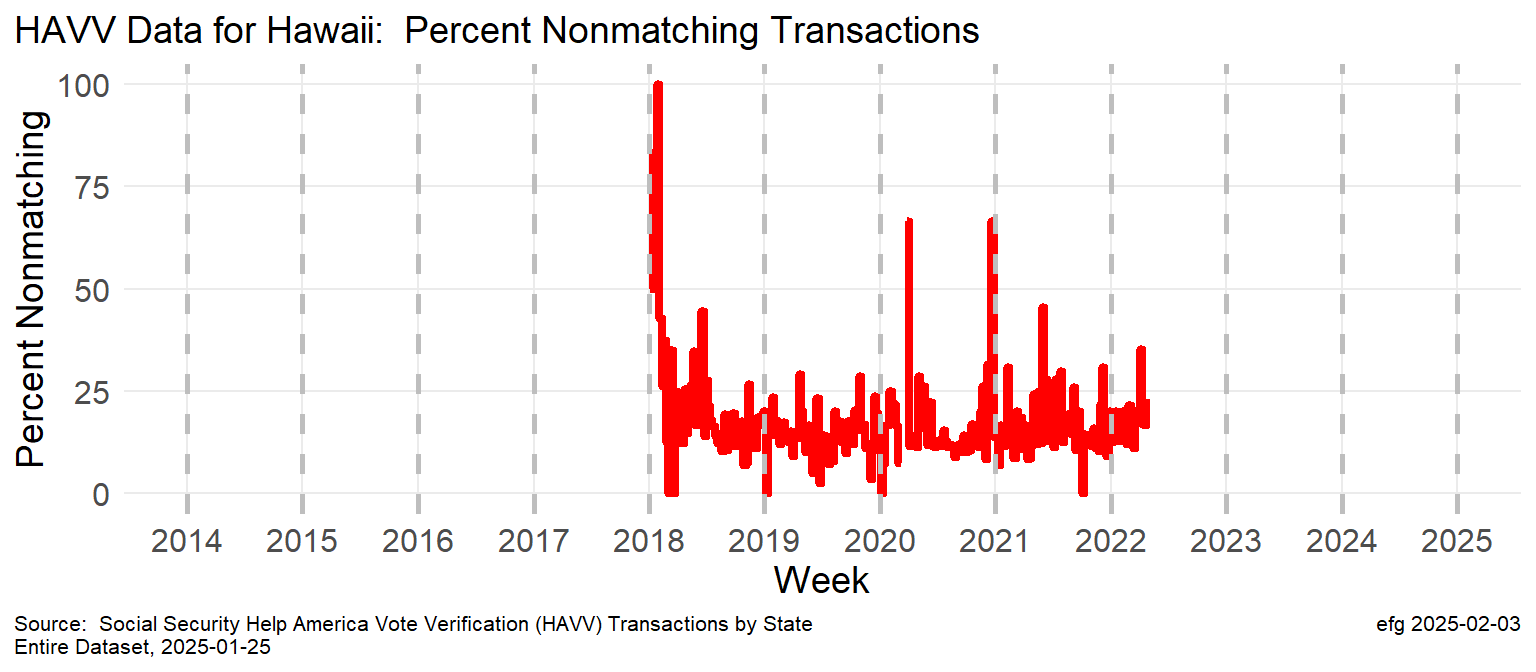 HAVV Data for Hawaii:  Percent Nonmatching Transactions
Percent Nonmatching
100
75
50
25
0
2014 2015 2016 2017 2018 2019 2020 2021 2022 2023 2024 2025
Week
Source:  Social Security Help America Vote Verification (HAVV) Transactions by State
Entire Dataset, 2025-01-25
efg 2025-02-03